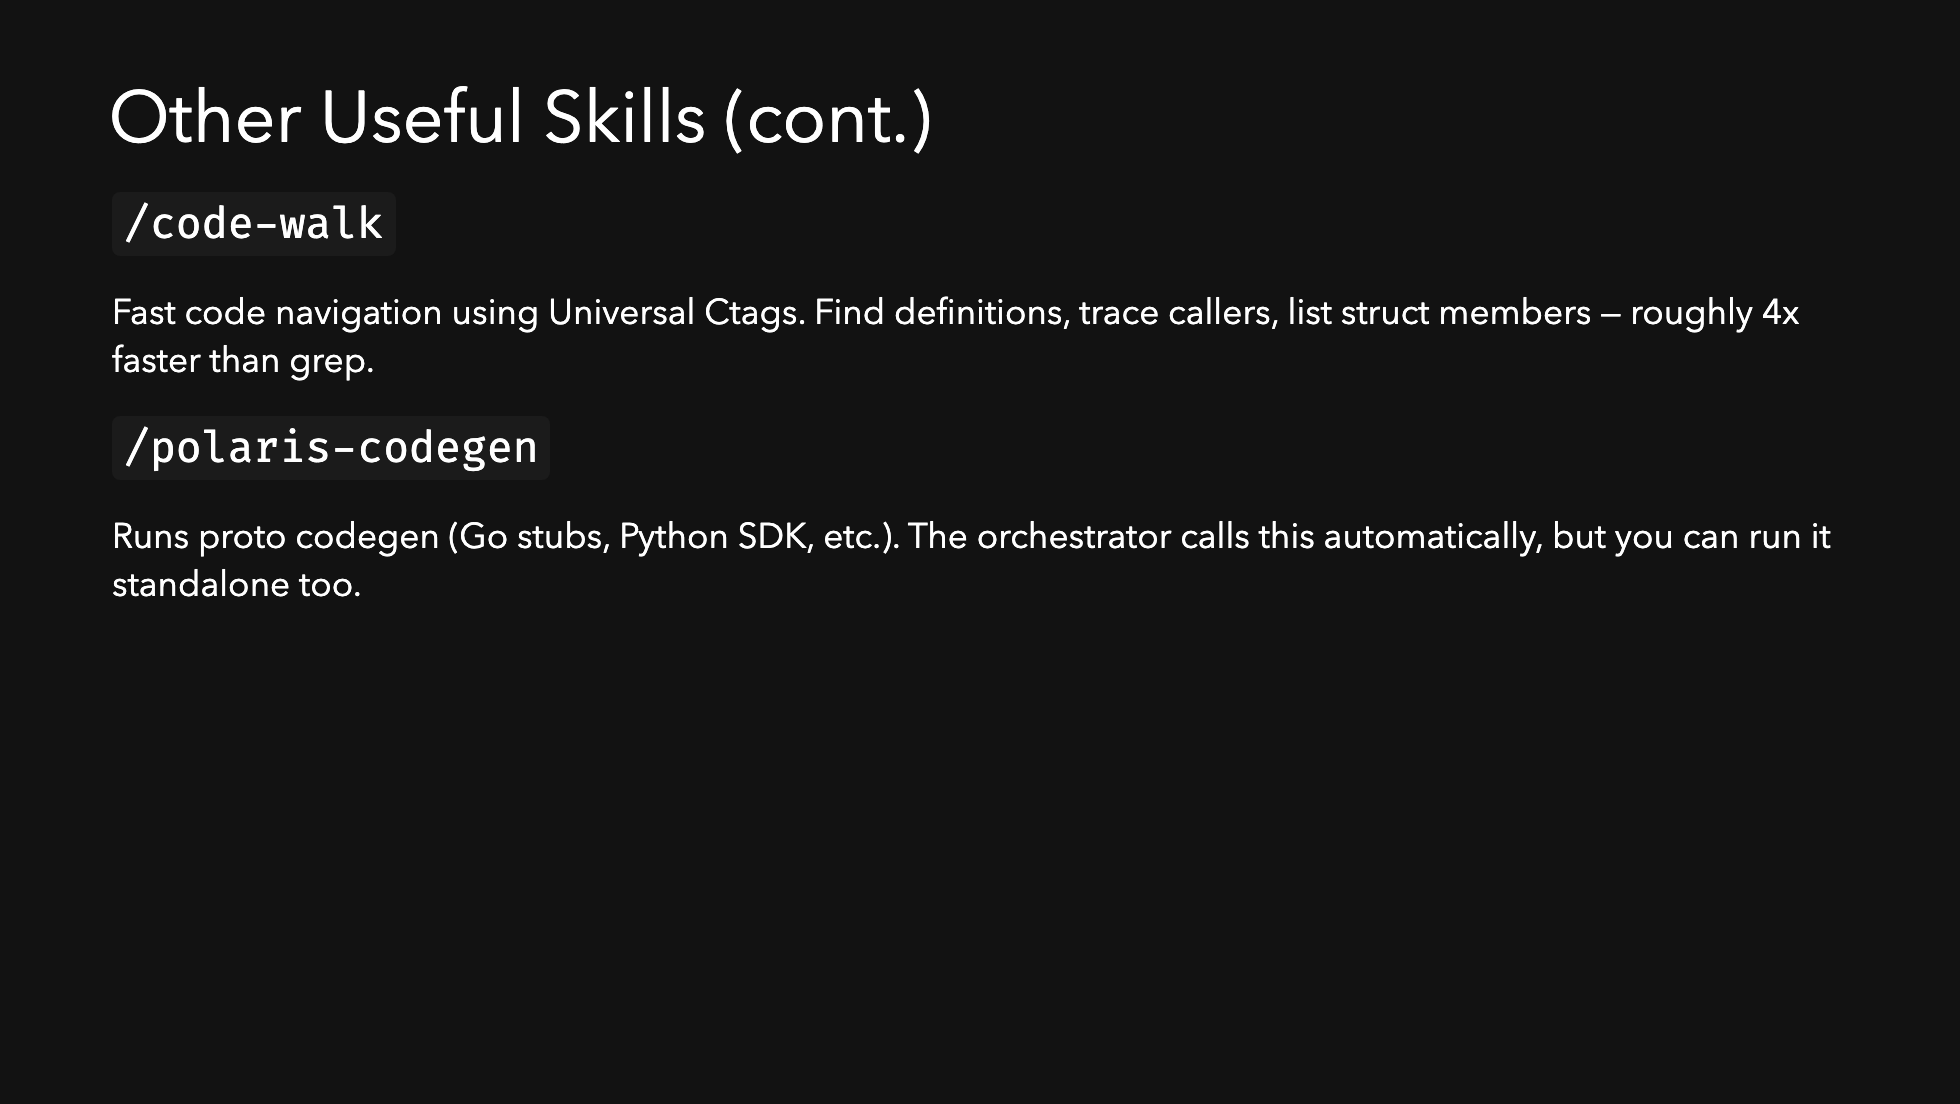 Other Useful Skills (cont.)
/code-walk
Fast code navigation using Universal Ctags. Find definitions, trace callers, list struct members – roughly 4x
faster than grep.
/polaris-codegen
Runs proto codegen (Go stubs, Python SDK, etc.). The orchestrator calls this automatically, but you can run it
standalone too.